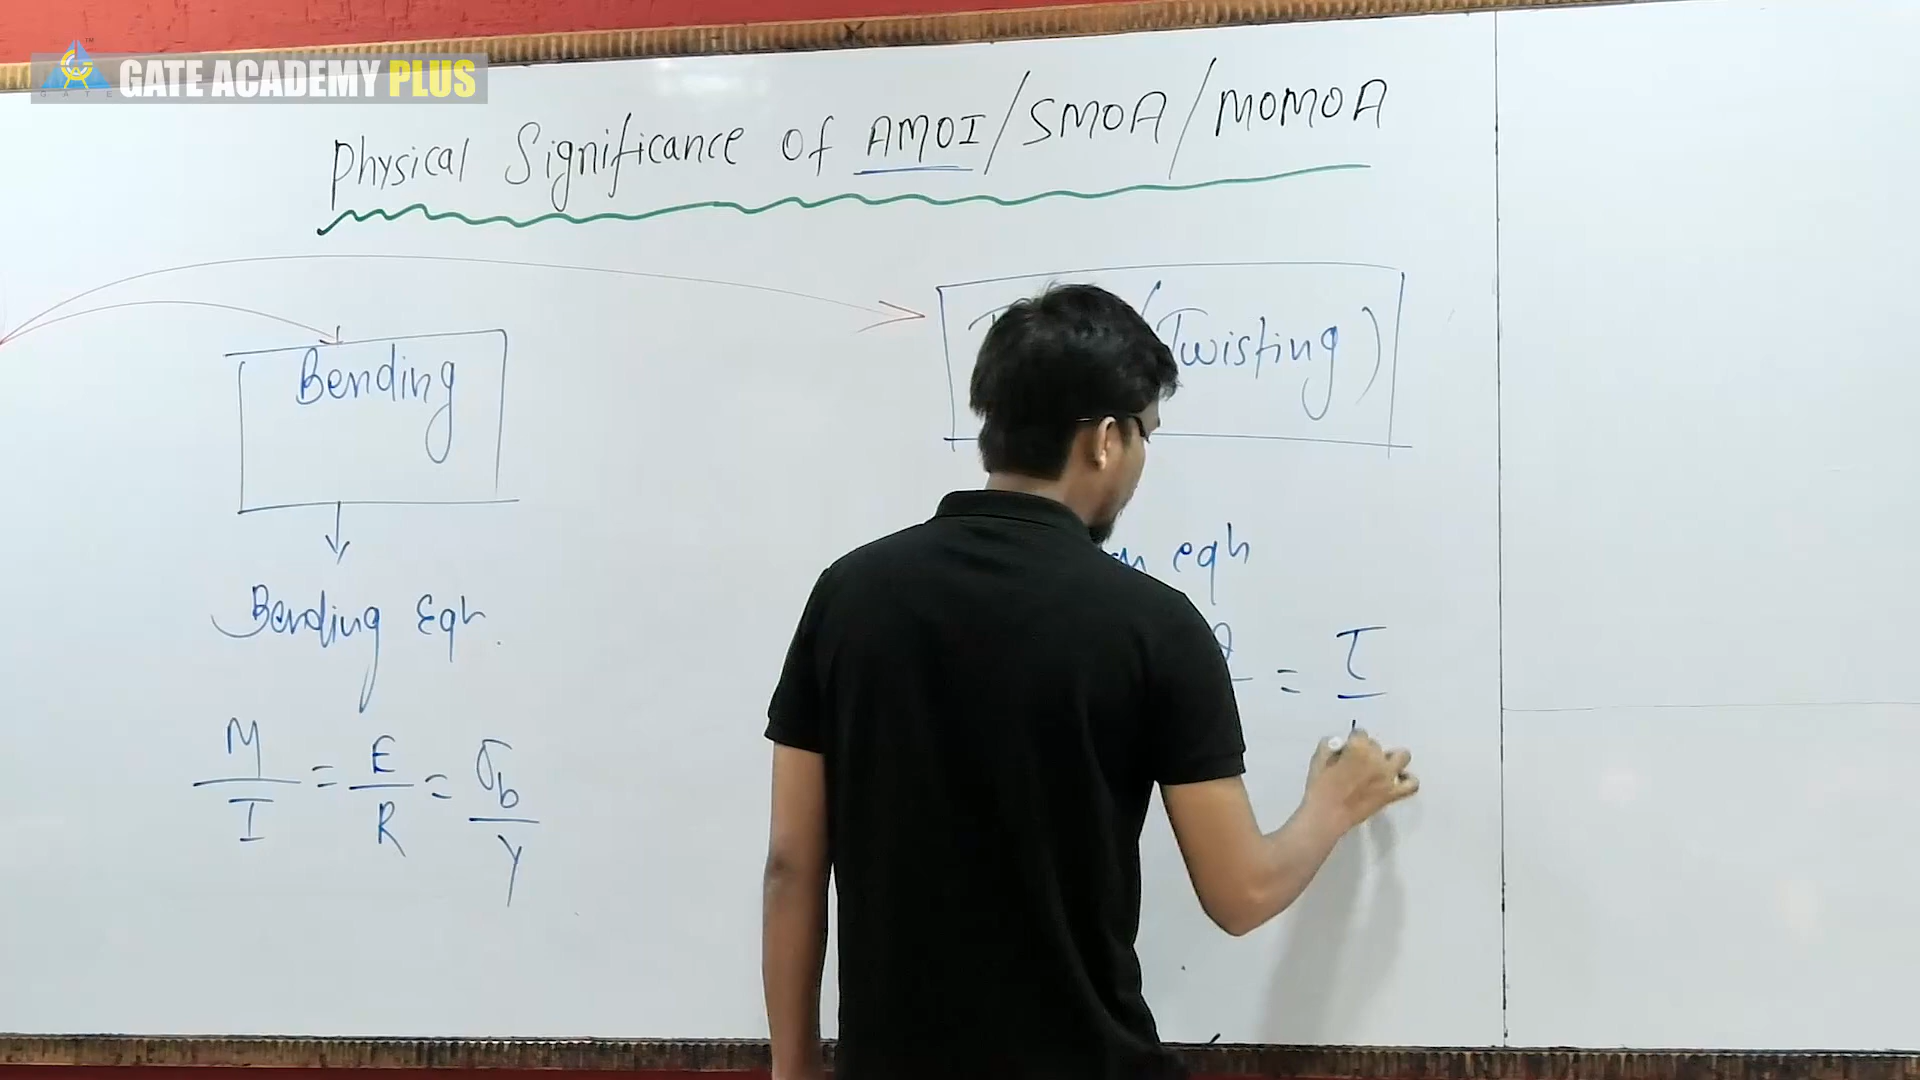 GATE ACADEMY PLUS
Physical Significance of AMOI/SMOA/MOMOA
Bending
(Twisting)
Bending Eqn.
eqn
M/I = E/R = σb/y
= τ